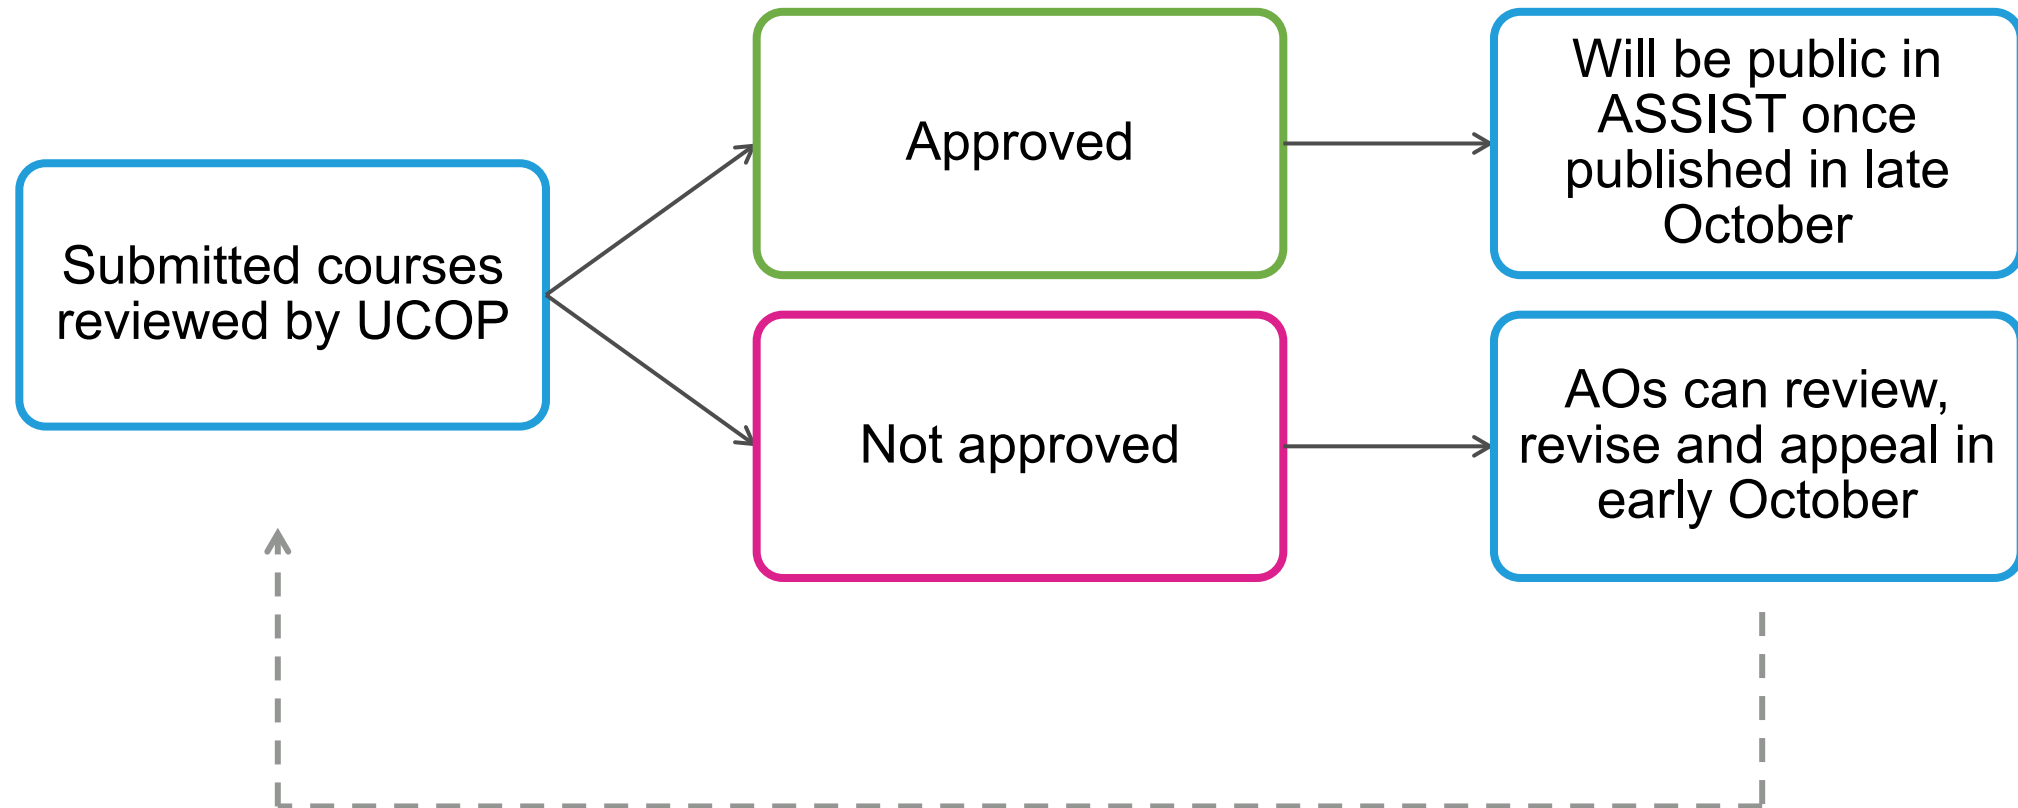 Submitted courses
reviewed by UCOP
Approved
Will be public in
ASSIST once
published in late
October
Not approved
AOs can review,
revise and appeal in
early October